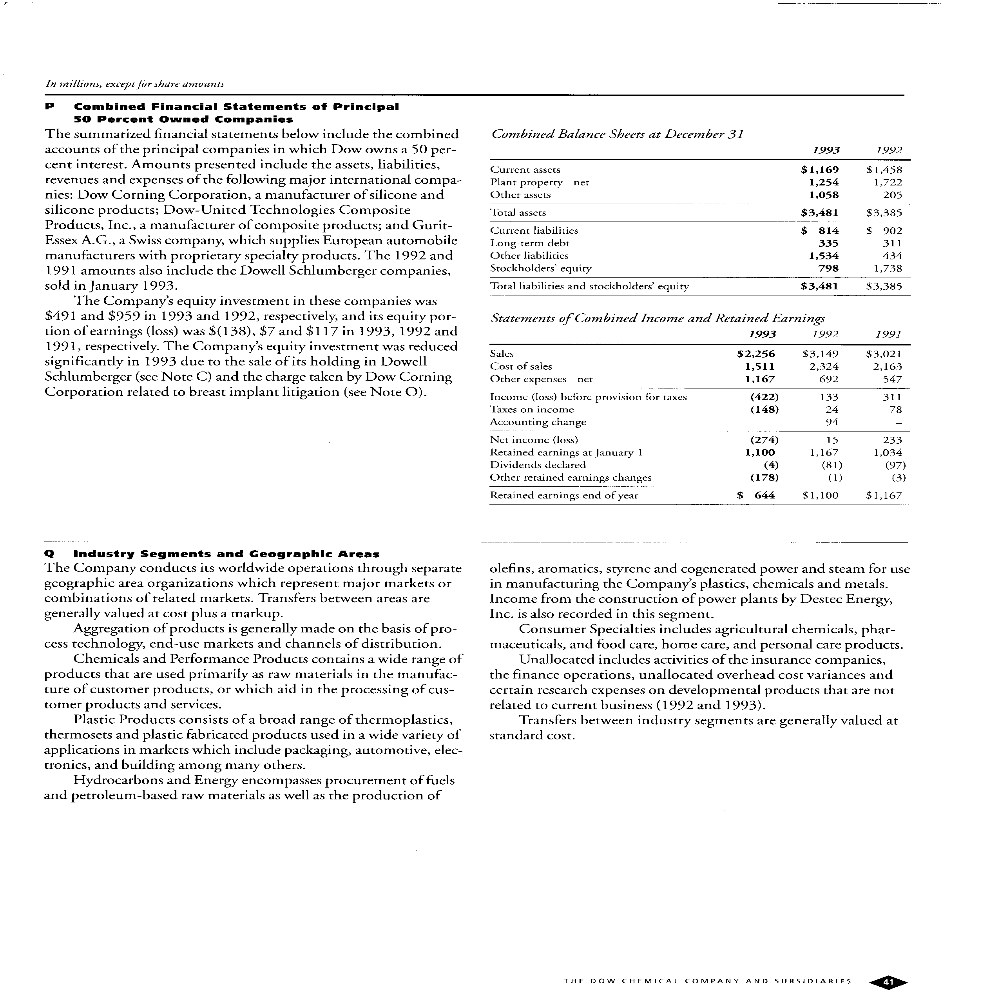 In millions, except for share amounts
P Combined Financial Statements of Principal
50 Percent Owned Companies
The summarized financial statements below include the combined
accounts of the principal companies in which Dow owns a 50 per-
cent interest. Amounts presented include the assets, liabilities,
revenues and expenses of the following major international compa-
nies: Dow Corning Corporation, a manufacturer of silicone and
silicone products; Dow-United Technologies Composite
Products, Inc., a manufacturer of composite products; and Gurit-
Essex A.G., a Swiss company, which supplies European automobile
manufacturers with proprietary specialty products. The 1992 and
1991 amounts also include the Dowell Schlumberger companies,
sold in January 1993.
The Company's equity investment in these companies was
$491 and $959 in 1993 and 1992, respectively, and its equity por-
tion of earnings (loss) was $(138), $7 and $117 in 1993, 1992 and
1991, respectively. The Company's equity investment was reduced
significantly in 1993 due to the sale of its holding in Dowell
Schlumberger (see Note C) and the charge taken by Dow Corning
Corporation related to breast implant litigation (see Note O).
Combined Balance Sheets at December 31
1993 1992
Current assets $1,169 $1,458
Plant property net 1,254 1,722
Other assets 1,058 205
Total assets $3,481 $3,385
Current liabilities $ 814 $ 902
Long term debt 335 311
Other liabilities 1,534 434
Stockholders' equity 798 1,738
Total liabilities and stockholders' equity $3,481 $3,385
Statements of Combined Income and Retained Earnings
1993 1992 1991
Sales $2,256 $3,149 $3,021
Cost of sales 1,511 2,324 2,163
Other expenses net 1,167 692 547
Income (loss) before provision for taxes (422) 133 311
Taxes on income (148) 24 78
Accounting change 94 –
Net income (loss) (274) 15 233
Retained earnings at January 1 1,100 1,167 1,034
Dividends declared (4) (81) (97)
Other retained earnings changes (178) (1) (3)
Retained earnings end of year $ 644 $1,100 $1,167
Q Industry Segments and Geographic Areas
The Company conducts its worldwide operations through separate
geographic area organizations which represent major markets or
combinations of related markets. Transfers between areas are
generally valued at cost plus a markup.
Aggregation of products is generally made on the basis of pro-
cess technology, end-use markets and channels of distribution.
Chemicals and Performance Products contains a wide range of
products that are used primarily as raw materials in the manufac-
ture of customer products, or which aid in the processing of cus-
tomer products and services.
Plastic Products consists of a broad range of thermoplastics,
thermosets and plastic fabricated products used in a wide variety of
applications in markets which include packaging, automotive, elec-
tronics, and building among many others.
Hydrocarbons and Energy encompasses procurement of fuels
and petroleum-based raw materials as well as the production of
olefins, aromatics, styrene and cogenerated power and steam for use
in manufacturing the Company's plastics, chemicals and metals.
Income from the construction of power plants by Destec Energy,
Inc. is also recorded in this segment.
Consumer Specialties includes agricultural chemicals, phar-
maceuticals, and food care, home care, and personal care products.
Unallocated includes activities of the insurance companies,
the finance operations, unallocated overhead cost variances and
certain research expenses on developmental products that are not
related to current business (1992 and 1993).
Transfers between industry segments are generally valued at
standard cost.
THE DOW CHEMICAL COMPANY AND SUBSIDIARIES 41